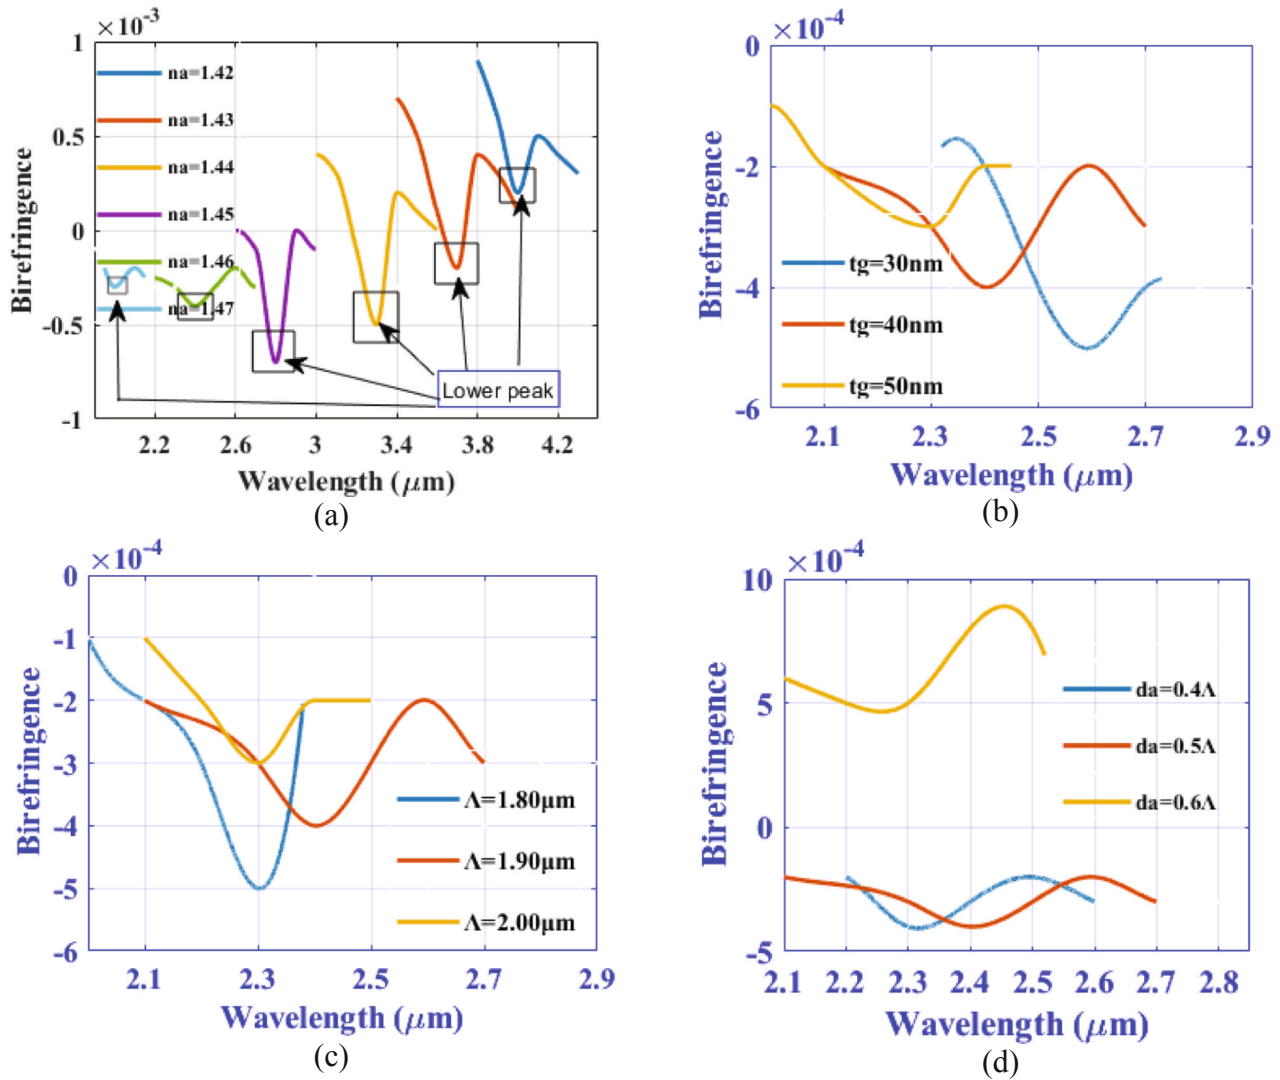 ×10⁻³
1
0.5
0
-0.5
-1
Birefringence
na=1.42
na=1.43
na=1.44
na=1.45
na=1.46
na=1.47
Lower peak
2.2 2.6 3 3.4 3.8 4.2
Wavelength (μm)
(a)
×10⁻⁴
0
-2
-4
-6
Birefringence
tg=30nm
tg=40nm
tg=50nm
2.1 2.3 2.5 2.7 2.9
Wavelength (μm)
(b)
×10⁻⁴
0
-1
-2
-3
-4
-5
-6
Birefringence
Λ=1.80μm
Λ=1.90μm
Λ=2.00μm
2.1 2.3 2.5 2.7 2.9
Wavelength (μm)
(c)
×10⁻⁴
10
5
0
-5
Birefringence
da=0.4Λ
da=0.5Λ
da=0.6Λ
2.1 2.2 2.3 2.4 2.5 2.6 2.7 2.8
Wavelength (μm)
(d)